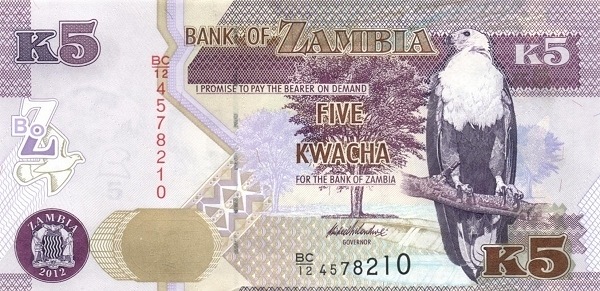 K5
BANK OF ZAMBIA
K5
BC/12 4578210
I PROMISE TO PAY THE BEARER ON DEMAND
FIVE
KWACHA
FOR THE BANK OF ZAMBIA
BoZ
GOVERNOR
ZAMBIA
2012
BC/12 4578210
K5